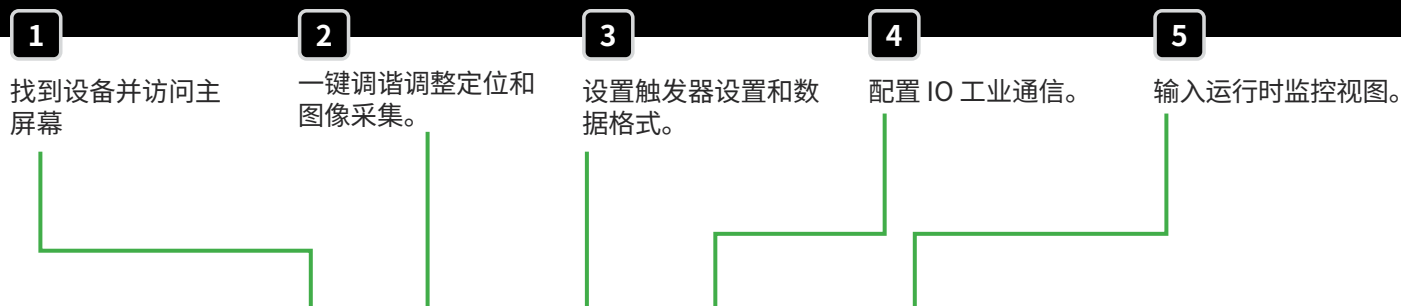 1
找到设备并访问主
屏幕
2
一键调谐调整定位和
图像采集。
3
设置触发器设置和数
据格式。
4
配置 IO 工业通信。
5
输入运行时监控视图。